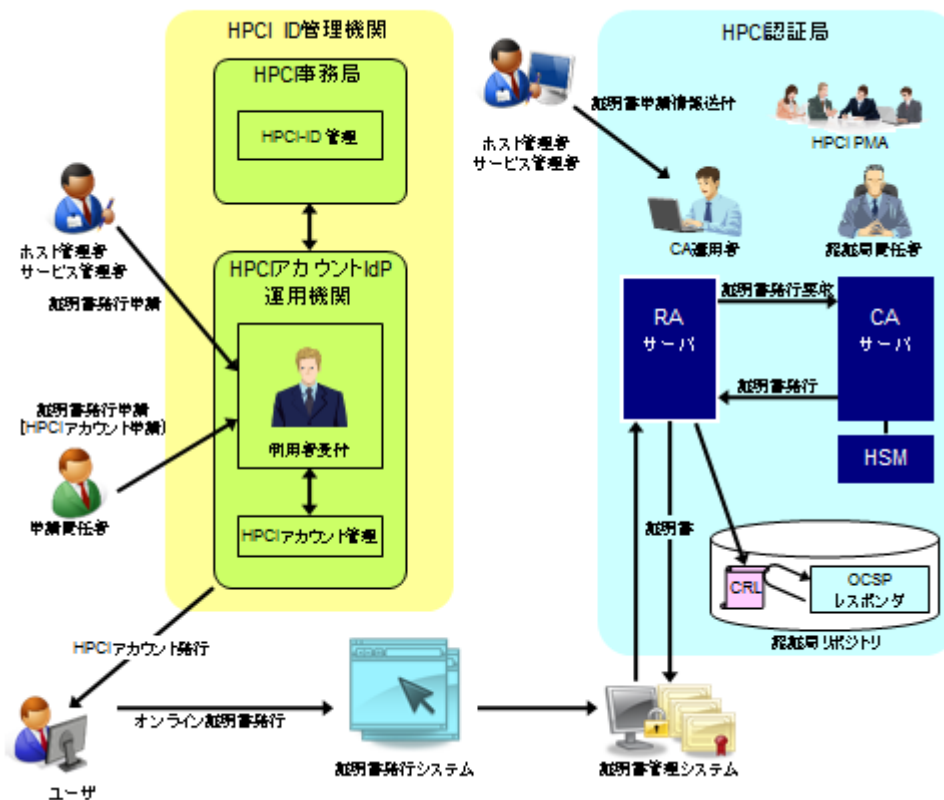 HPCI ID管理機関
HPCI事務局
HPCI-ID 管理
ホスト管理者
サービス管理者
証明書発行申請
HPCIアカウントIdP
運用機関
利用者受付
証明書発行申請
[HPCIアカウント申請]
申請責任者
HPCIアカウント管理
HPCIアカウント発行
ユーザ
オンライン証明書発行
証明書発行システム
証明書管理システム
HPCI認証局
証明書申請情報送付
ホスト管理者
サービス管理者
HPCI PMA
CA運用者
認証局責任者
RA
サーバ
証明書発行要求
CA
サーバ
証明書発行
HSM
証明書
CRL
OCSP
レスポンダ
認証局リポジトリ